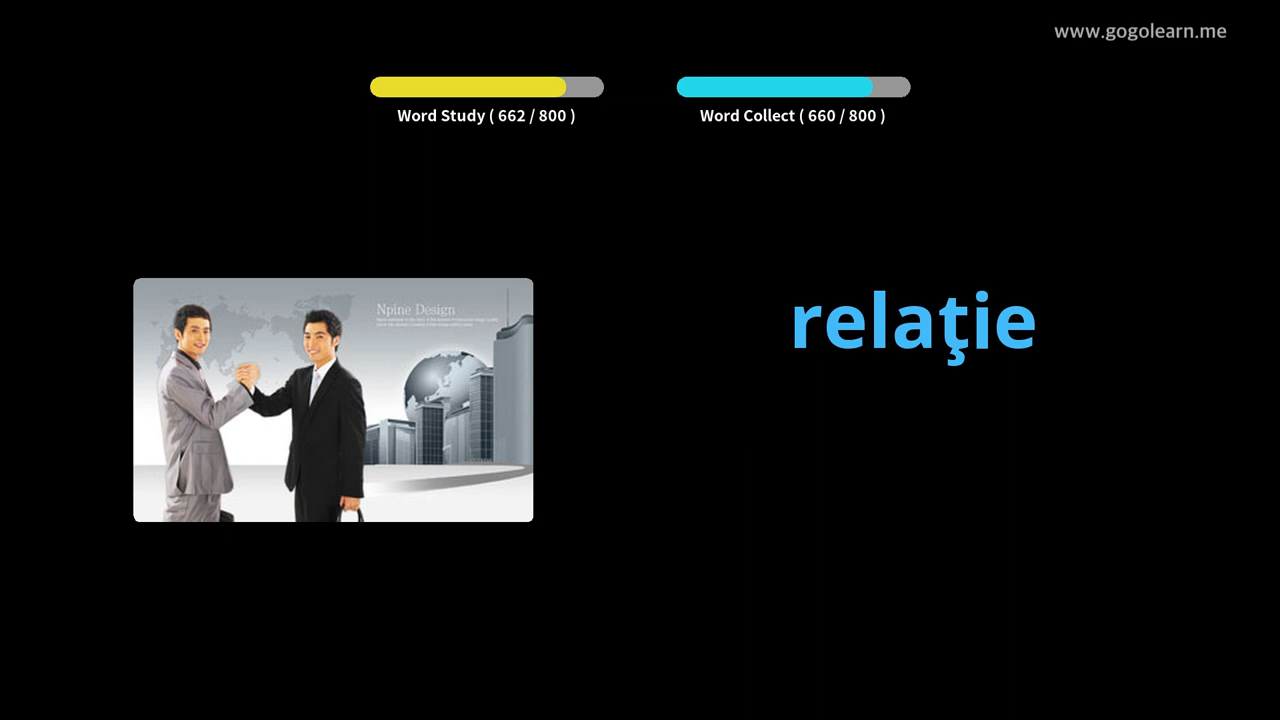 www.gogolearn.me
Word Study ( 662 / 800 )
Word Collect ( 660 / 800 )
Npine Design
relaţie